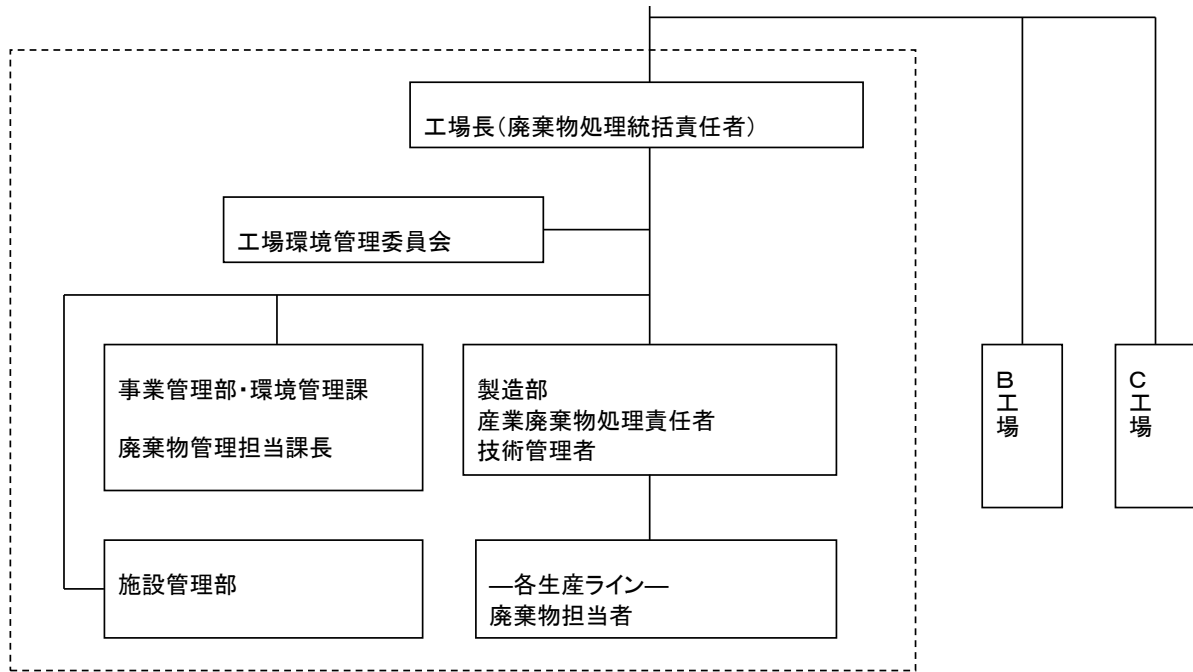 工場長（廃棄物処理統括責任者）
工場環境管理委員会
事業管理部・環境管理課
廃棄物管理担当課長
製造部
産業廃棄物処理責任者
技術管理者
Ｂ工場
Ｃ工場
施設管理部
―各生産ライン―
廃棄物担当者